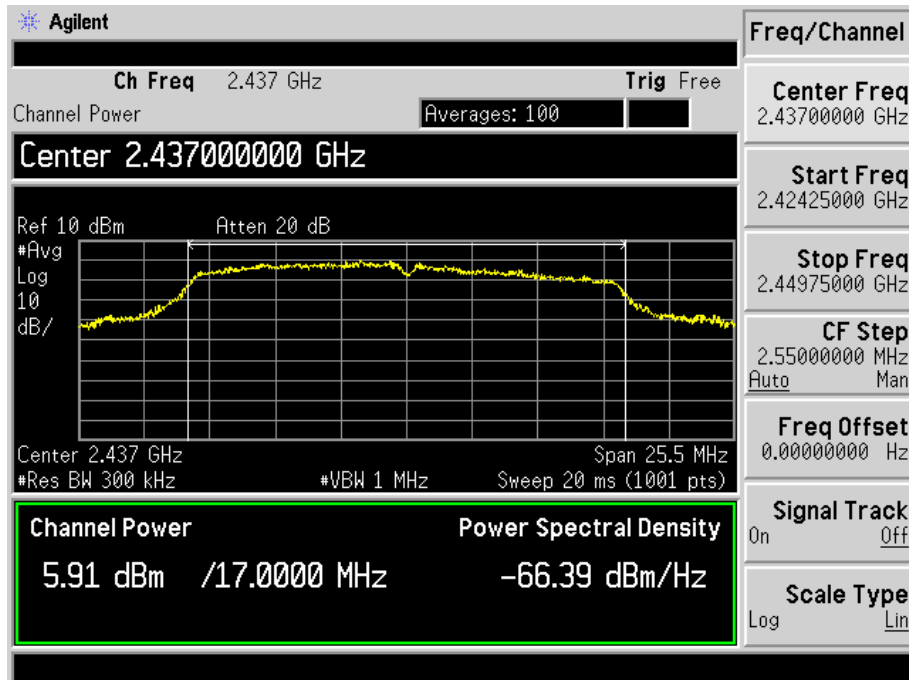 Agilent
Freq/Channel
Ch Freq 2.437 GHz Trig Free
Channel Power Averages: 100
Center 2.437000000 GHz
Ref 10 dBm Atten 20 dB
#Avg
Log
10
dB/
Center 2.437 GHz Span 25.5 MHz
#Res BW 300 kHz #VBW 1 MHz Sweep 20 ms (1001 pts)
Channel Power Power Spectral Density
5.91 dBm /17.0000 MHz -66.39 dBm/Hz
Center Freq
2.43700000 GHz
Start Freq
2.42425000 GHz
Stop Freq
2.44975000 GHz
CF Step
2.55000000 MHz
Auto Man
Freq Offset
0.00000000 Hz
Signal Track
On Off
Scale Type
Log Lin